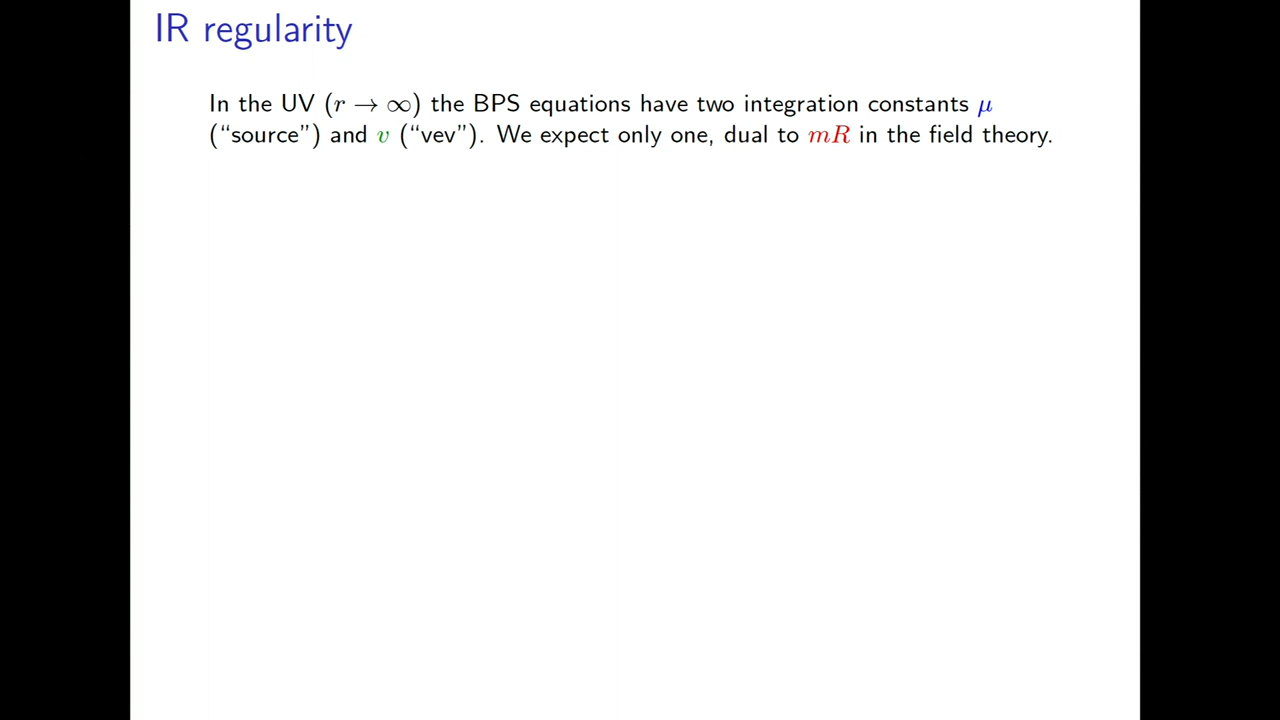 IR regularity
In the UV (r → ∞) the BPS equations have two integration constants μ
(“source”) and v (“vev”). We expect only one, dual to mR in the field theory.